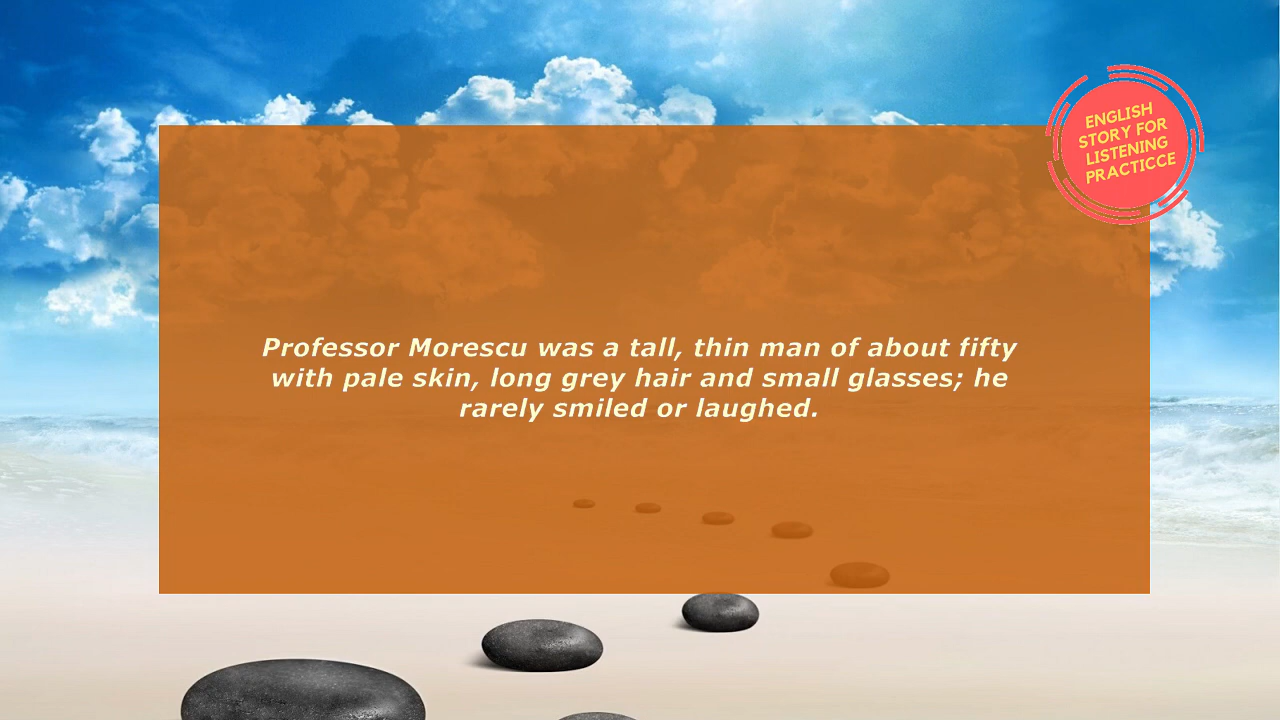 ENGLISH
STORY FOR
LISTENING
PRACTICCE
Professor Morescu was a tall, thin man of about fifty
with pale skin, long grey hair and small glasses; he
rarely smiled or laughed.